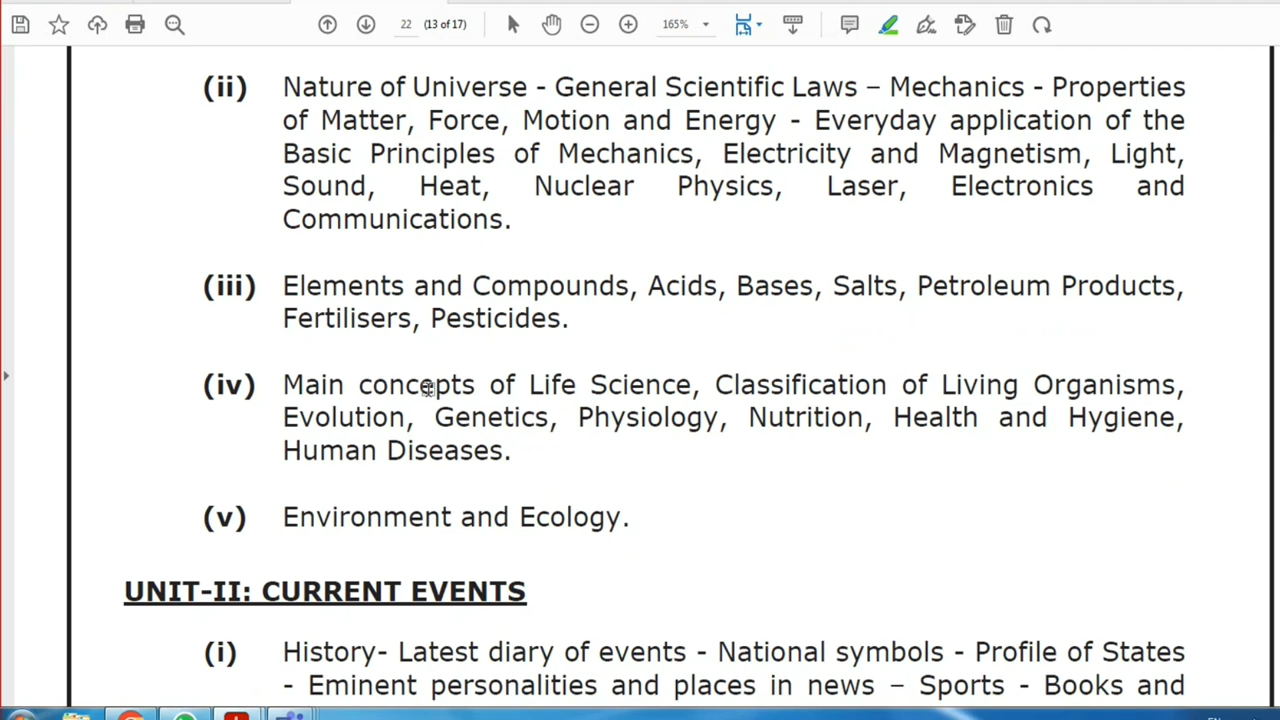 22 (13 of 17) 165%
(ii) Nature of Universe - General Scientific Laws – Mechanics - Properties
of Matter, Force, Motion and Energy - Everyday application of the
Basic Principles of Mechanics, Electricity and Magnetism, Light,
Sound, Heat, Nuclear Physics, Laser, Electronics and
Communications.
(iii) Elements and Compounds, Acids, Bases, Salts, Petroleum Products,
Fertilisers, Pesticides.
(iv) Main concepts of Life Science, Classification of Living Organisms,
Evolution, Genetics, Physiology, Nutrition, Health and Hygiene,
Human Diseases.
(v) Environment and Ecology.
UNIT-II: CURRENT EVENTS
(i) History- Latest diary of events - National symbols - Profile of States
- Eminent personalities and places in news – Sports - Books and